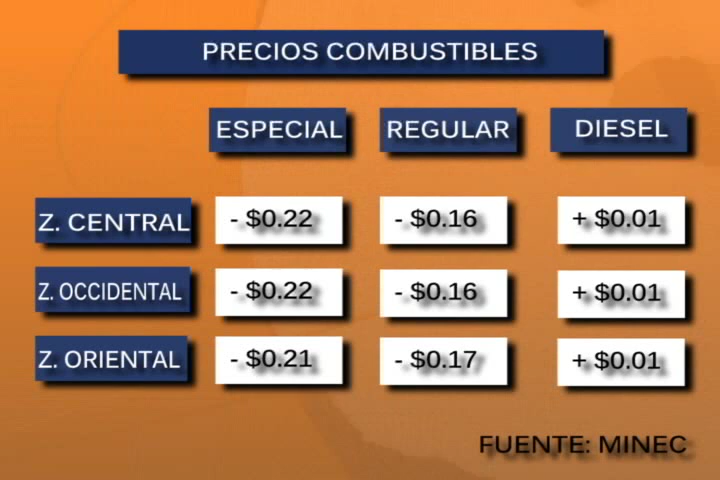 PRECIOS COMBUSTIBLES
ESPECIAL REGULAR DIESEL
Z. CENTRAL - $0.22 - $0.16 + $0.01
Z. OCCIDENTAL - $0.22 - $0.16 + $0.01
Z. ORIENTAL - $0.21 - $0.17 + $0.01
FUENTE: MINEC